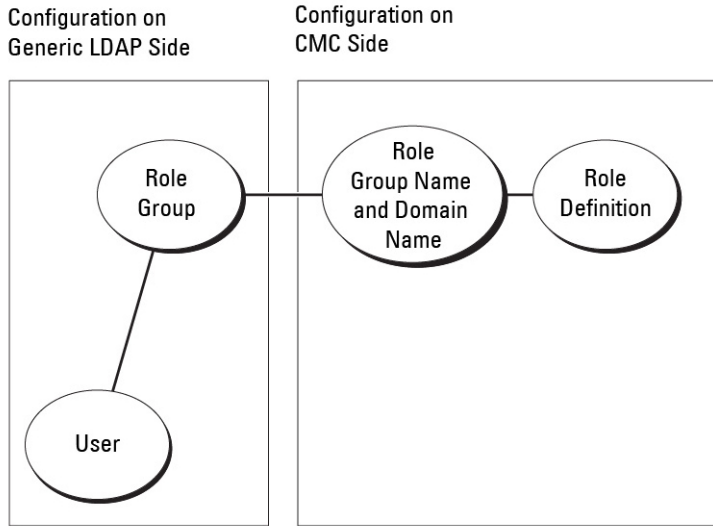 Configuration on
Generic LDAP Side
Configuration on
CMC Side
Role
Group
Role
Group Name
and Domain
Name
Role
Definition
User